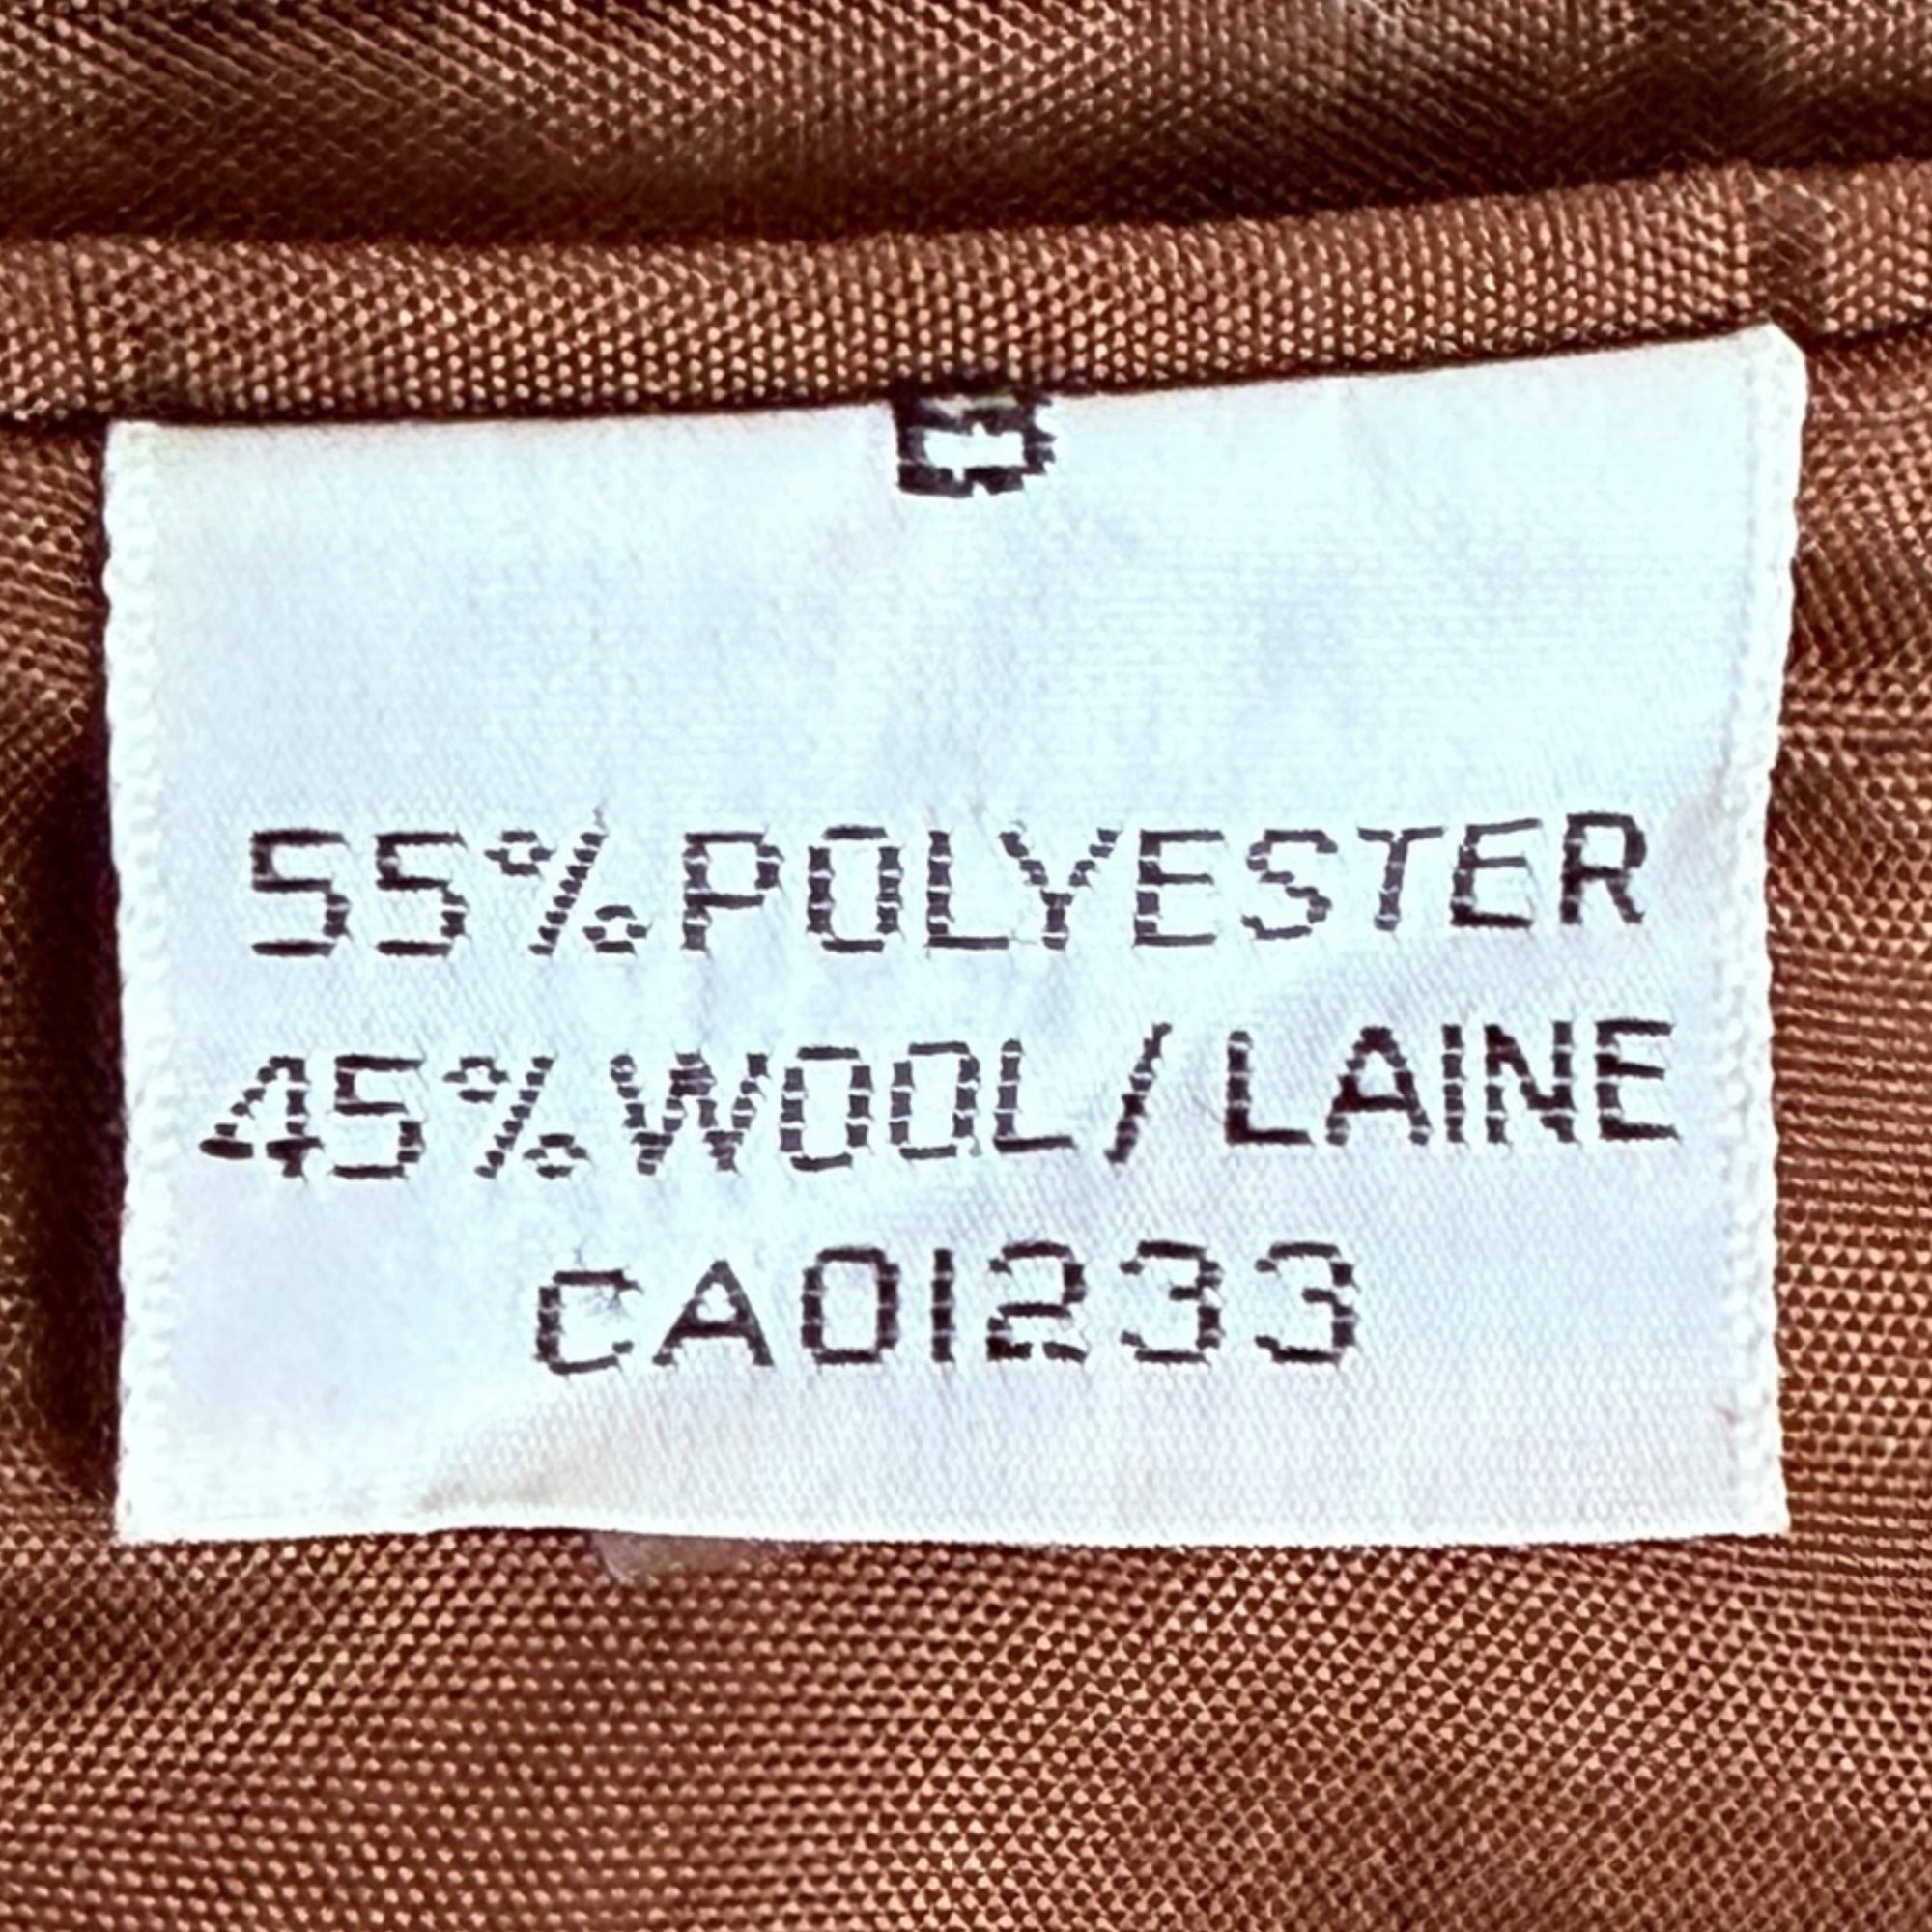 55% POLYESTER
45% WOOL / LAINE
CA01233